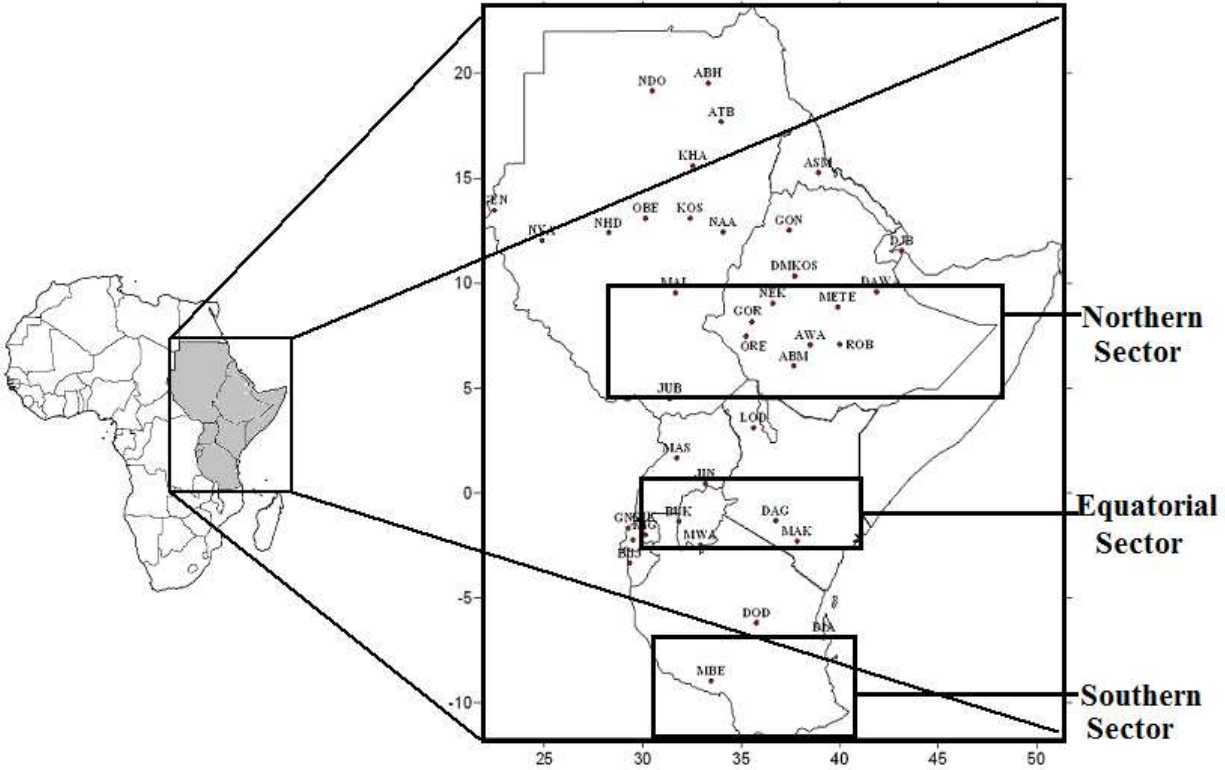 20
ABH
NDO
ATB
KHA
ASM
15
OBE
KOS
NYA
NHD
NAA
GON
DJB
DMKOS
10
MAL
NEK
METE
DAWA
GOR
ORE
AWA
ROB
ABM
Northern
Sector
5
JUB
LOD
MAS
JIN
0
BUK
DAG
MWA
MAK
Equatorial
Sector
-5
DOD
MBE
-10
Southern
Sector
25
30
35
40
45
50